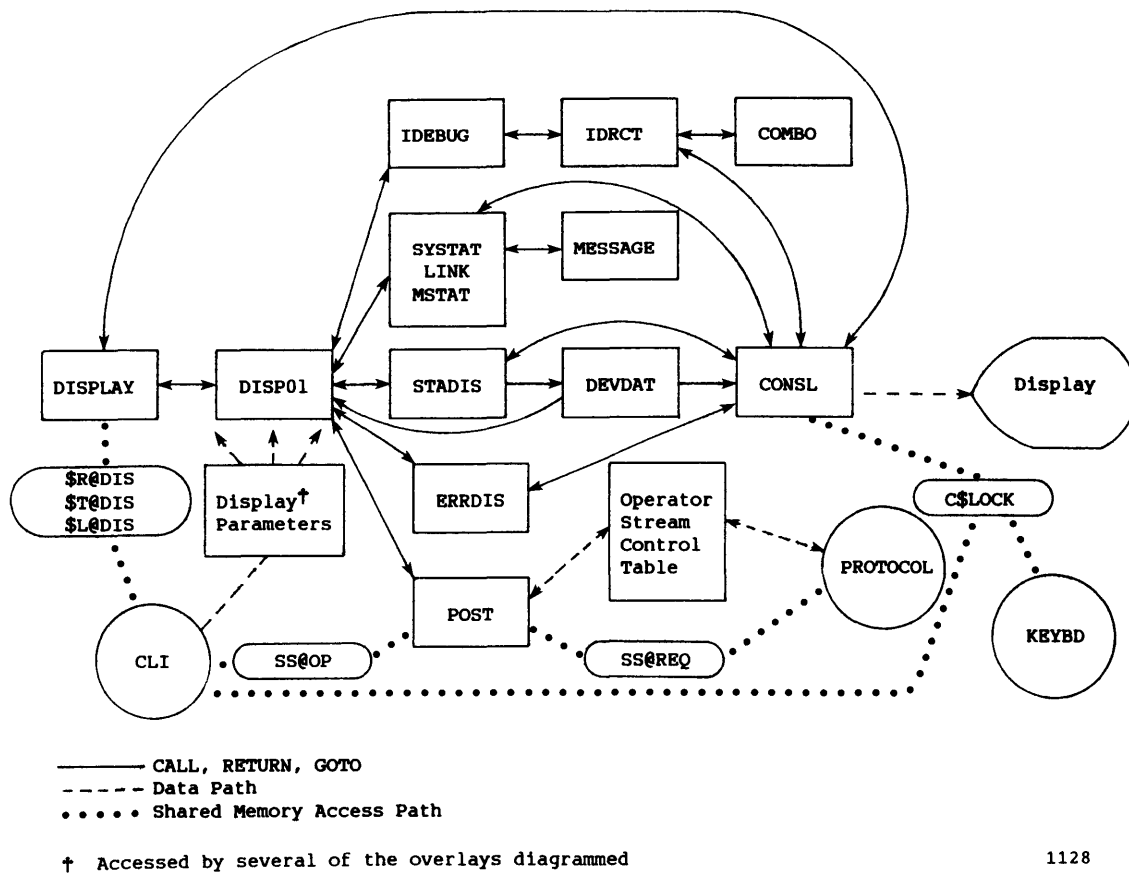 IDEBUG
IDRCT
COMBO
SYSTAT
LINK
MSTAT
MESSAGE
DISPLAY
DISP01
STADIS
DEVDAT
CONSL
Display
$R@DIS
$T@DIS
$L@DIS
Display†
Parameters
ERRDIS
Operator
Stream
Control
Table
C$LOCK
PROTOCOL
POST
KEYBD
CLI
SS@OP
SS@REQ
CALL, RETURN, GOTO
Data Path
Shared Memory Access Path
† Accessed by several of the overlays diagrammed
1128